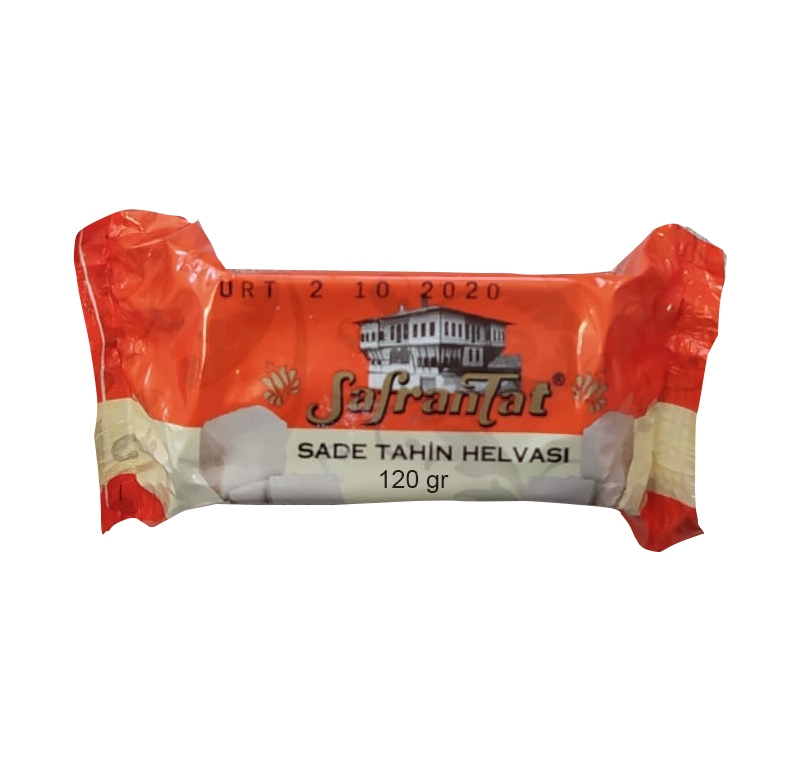 URT 2 10 2020
SafranTat®
SADE TAHİN HELVASI
120 gr